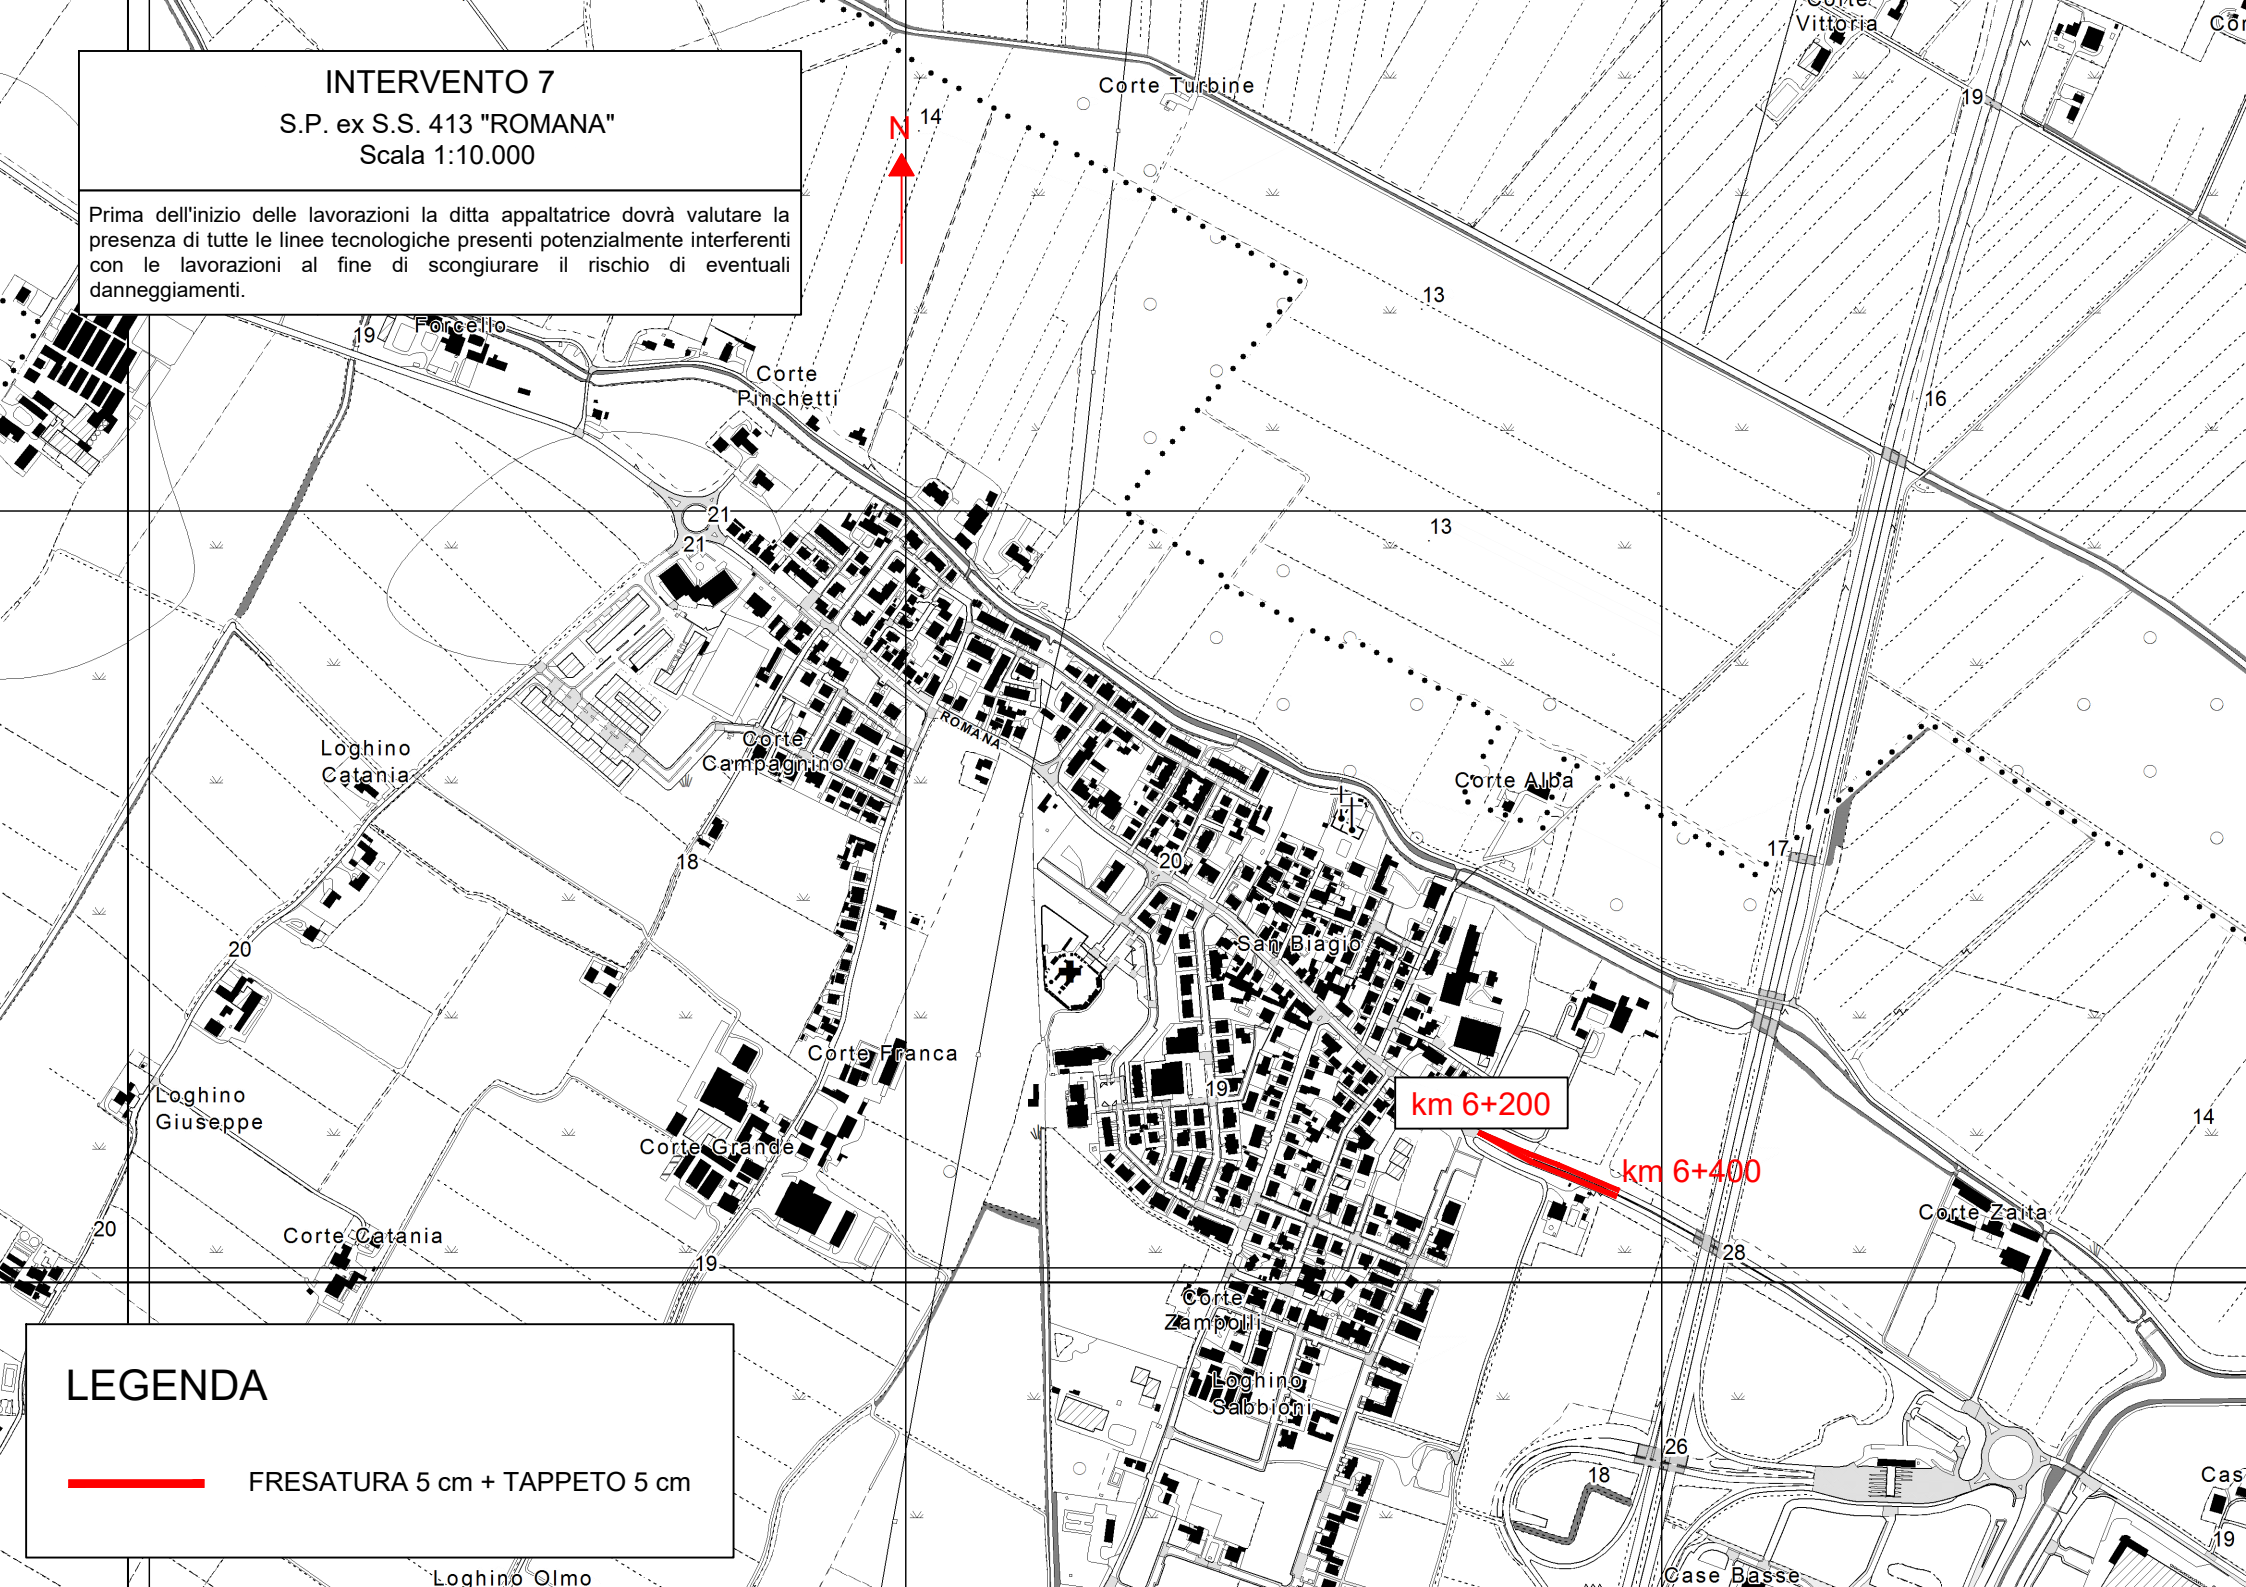 INTERVENTO 7
S.P. ex S.S. 413 "ROMANA"
Scala 1:10.000
Prima dell'inizio delle lavorazioni la ditta appaltatrice dovrà valutare la
presenza di tutte le linee tecnologiche presenti potenzialmente interferenti
con le lavorazioni al fine di scongiurare il rischio di eventuali
danneggiamenti.
Corte
Vittoria
Cor
Corte Turbine
19
N
14
13
19
Forcello
Corte
Pinchetti
16
21
21
13
ROMANA
Loghino
Catania
Corte
Campagnino
Corte Alba
18
20
17
20
San Biagio
Corte Franca
Loghino
Giuseppe
19
km 6+200
14
Corte Grande
km 6+400
20
Corte Catania
19
Corte Zaita
28
Corte
Zampolli
Loghino
Sabbioni
LEGENDA
FRESATURA 5 cm + TAPPETO 5 cm
26
18
Cas
19
Loghino Olmo
Case Basse